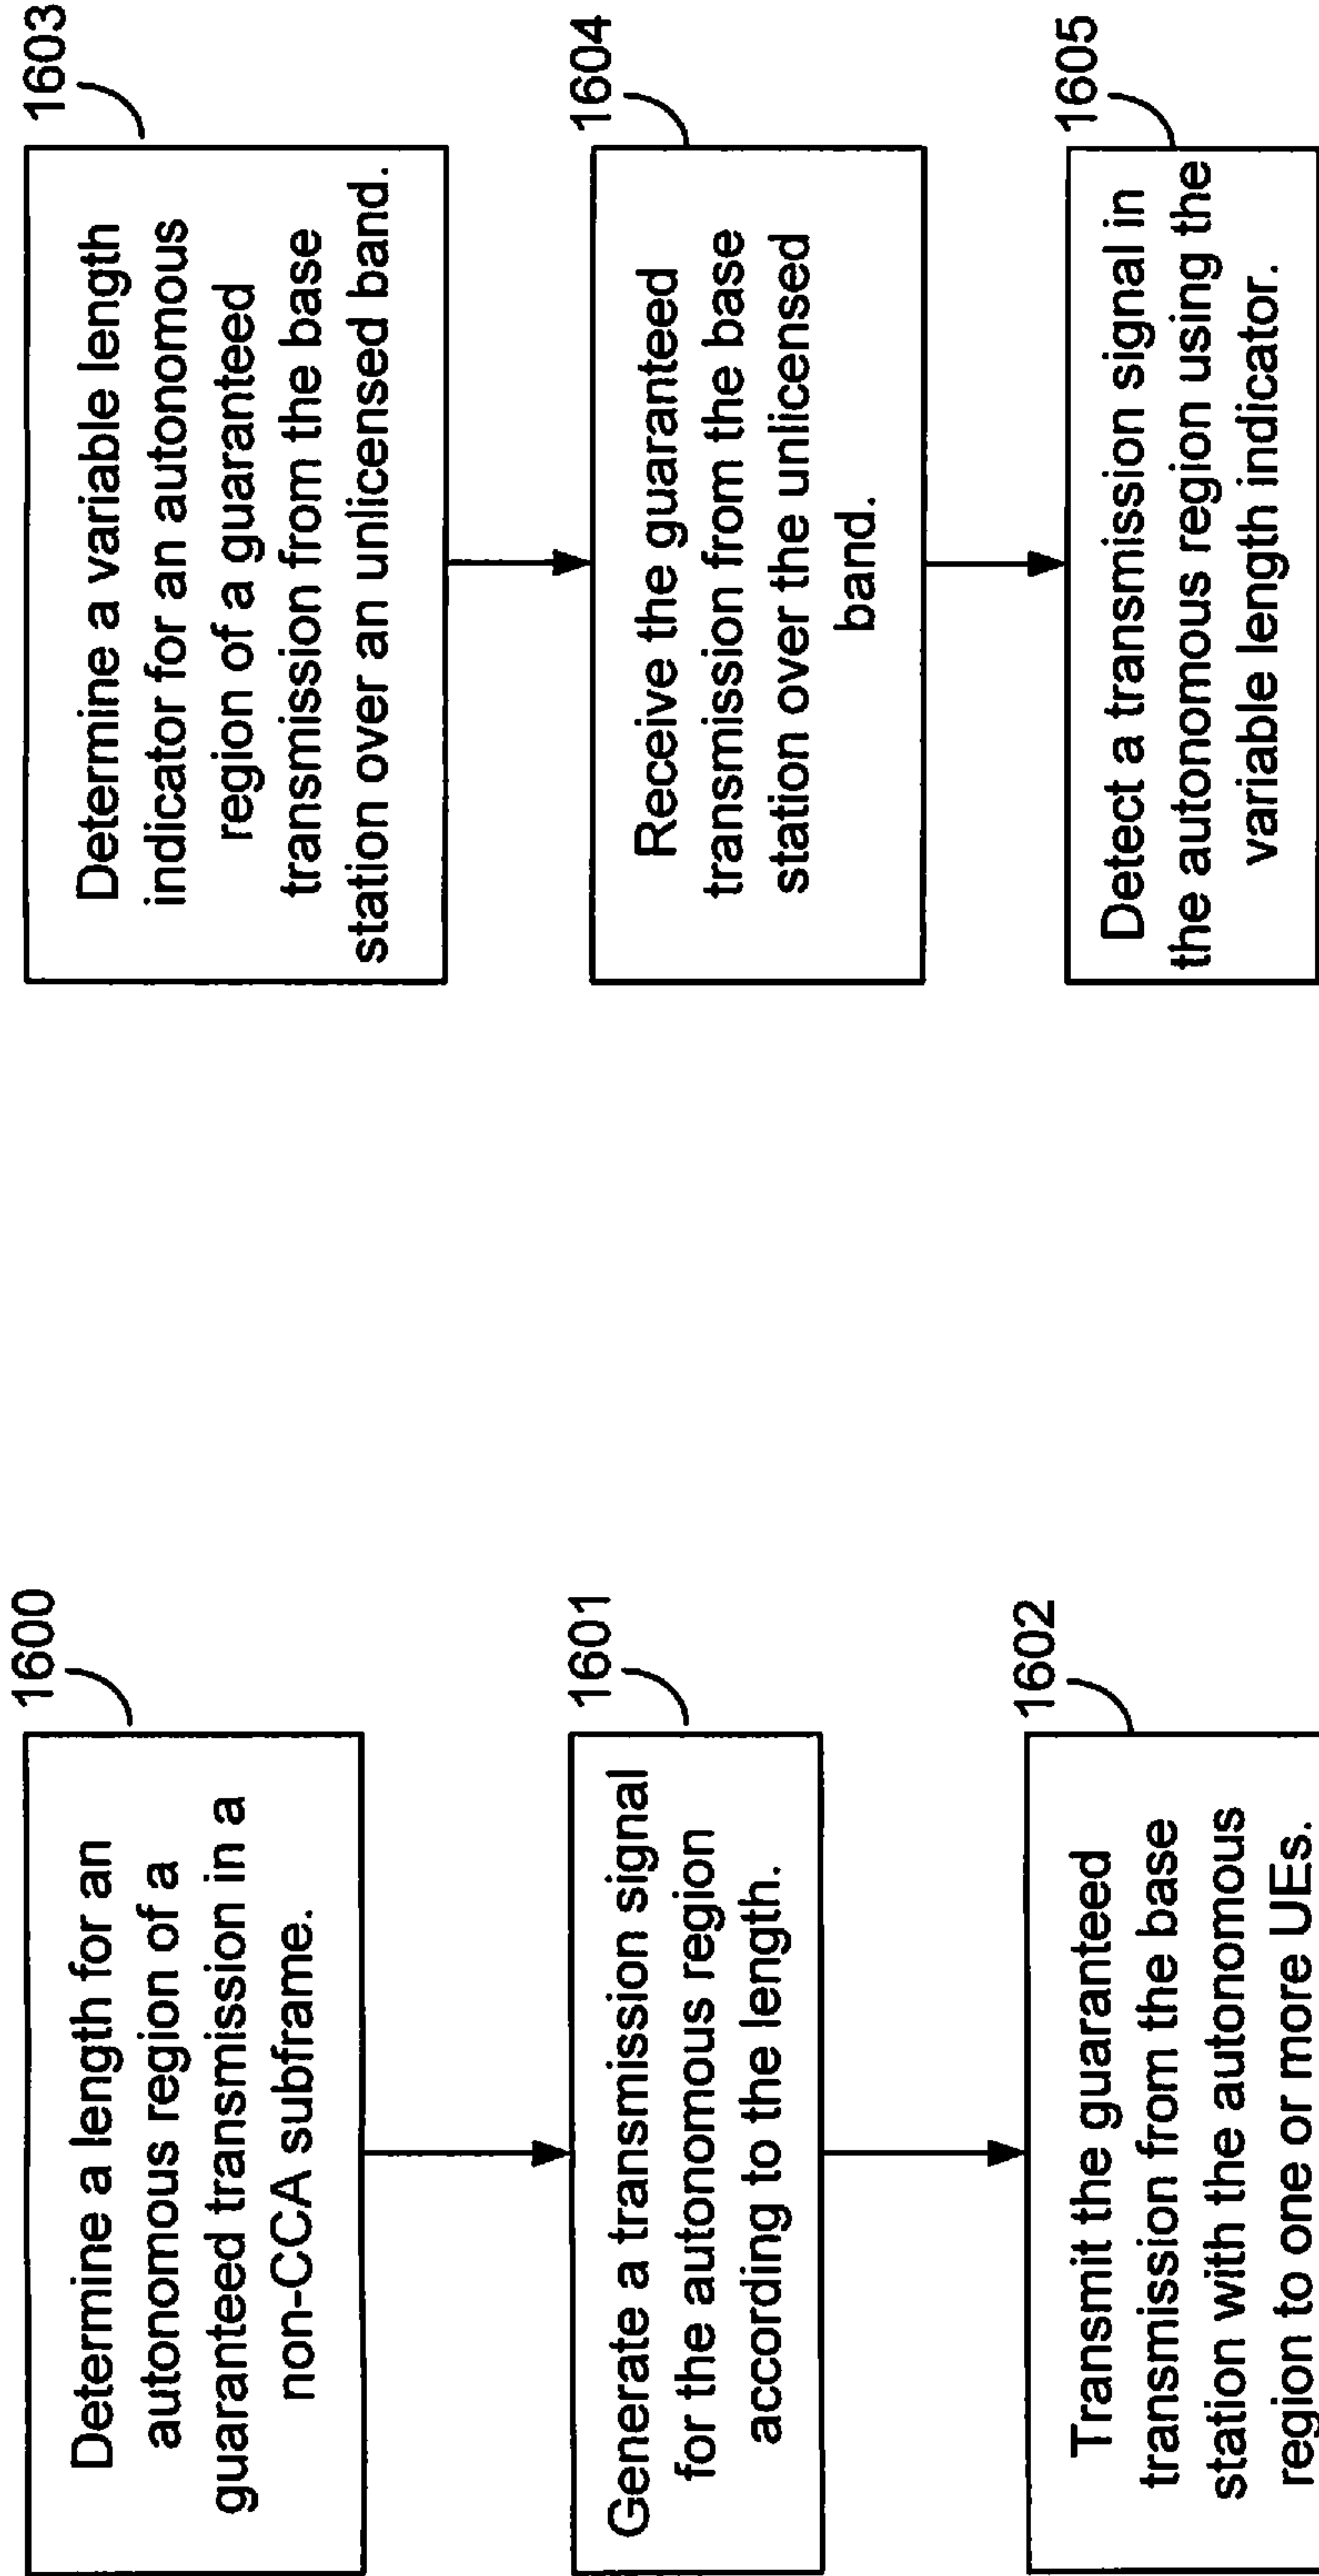 1600
Determine a length for an
autonomous region of a
guaranteed transmission in a
non-CCA subframe.
1601
Generate a transmission signal
for the autonomous region
according to the length.
1602
Transmit the guaranteed
transmission from the base
station with the autonomous
region to one or more UEs.
1603
Determine a variable length
indicator for an autonomous
region of a guaranteed
transmission from the base
station over an unlicensed band.
1604
Receive the guaranteed
transmission from the base
station over the unlicensed
band.
1605
Detect a transmission signal in
the autonomous region using the
variable length indicator.